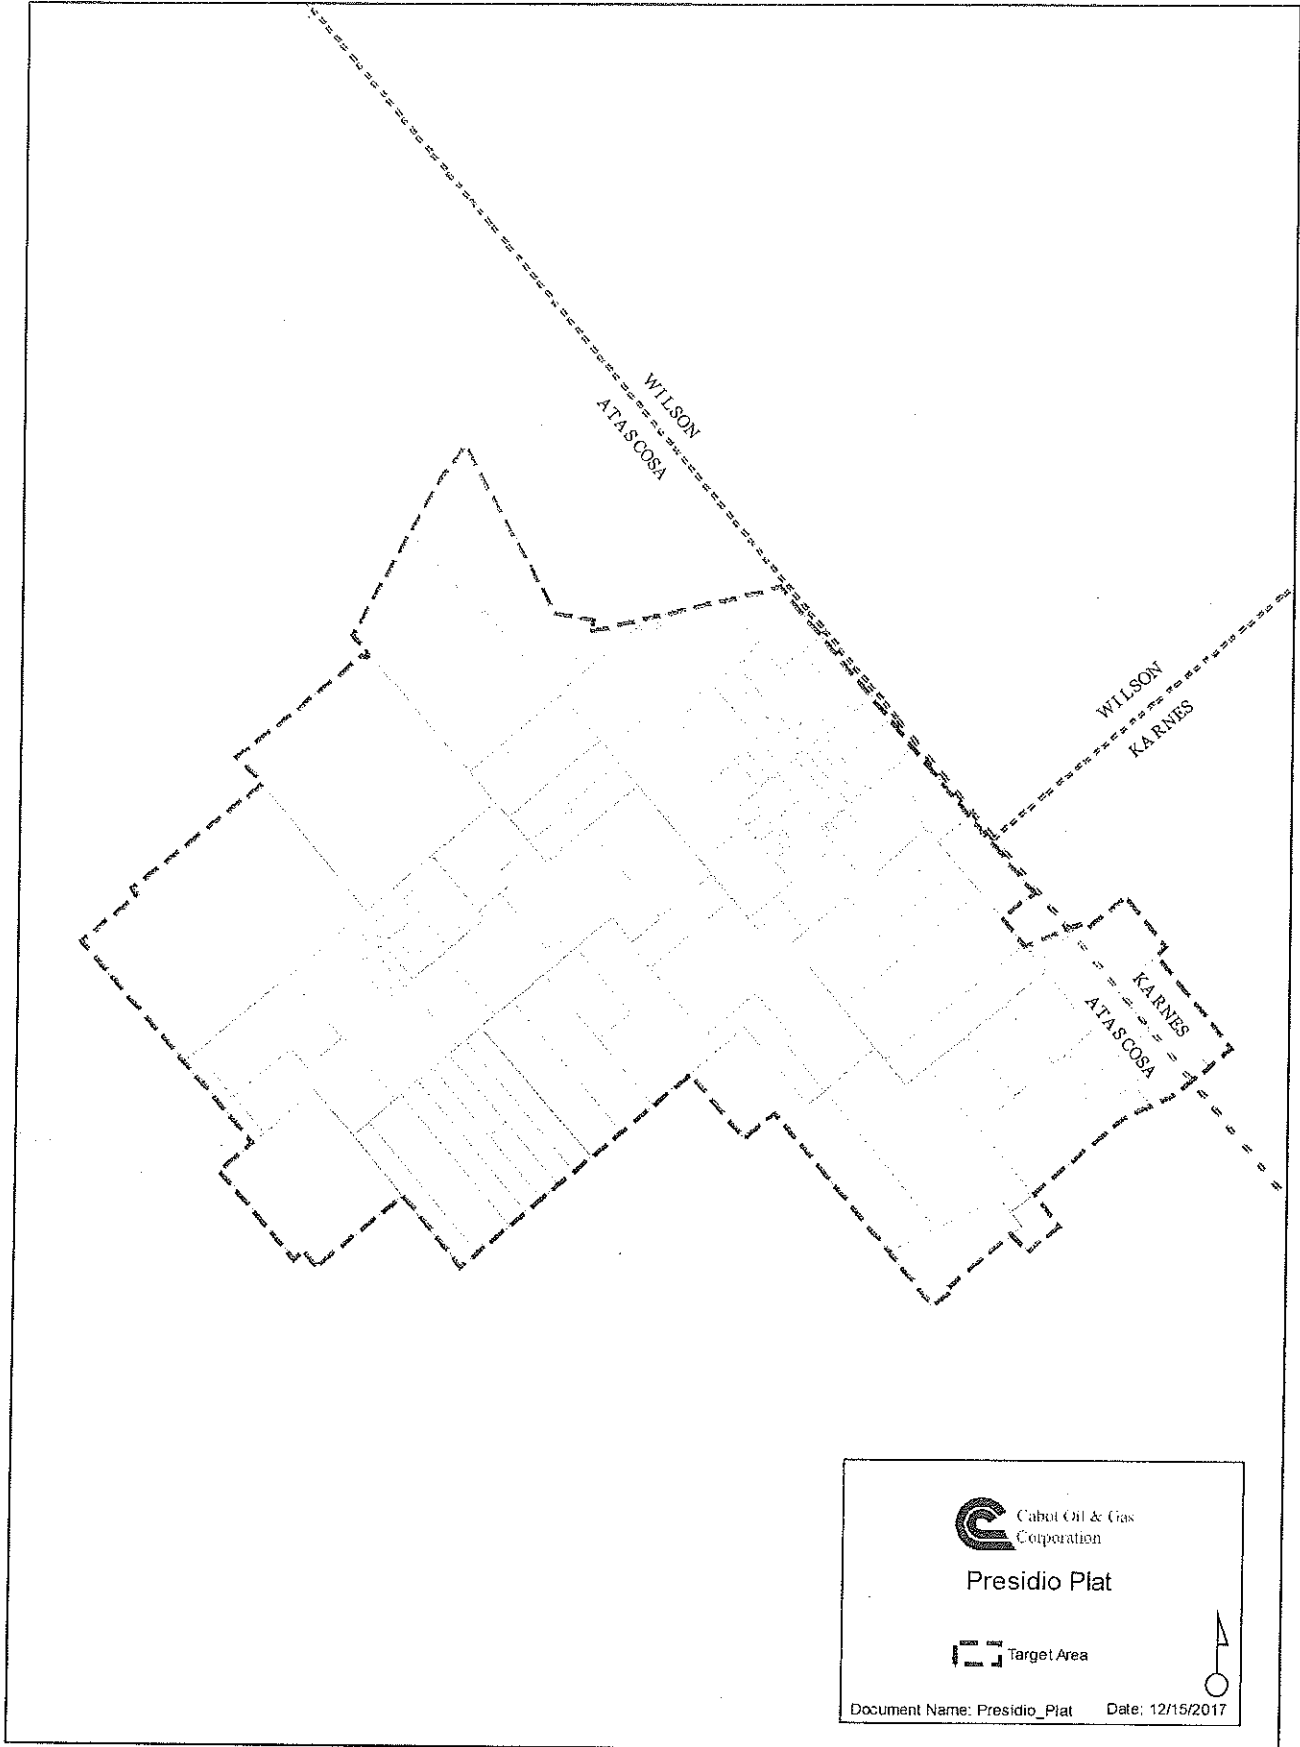 WILSON
ATASCOSA
WILSON
KARNES
KARNES
ATASCOSA
Cabot Oil & Gas
Corporation
Presidio Plat
Target Area
Document Name: Presidio_Plat Date: 12/15/2017